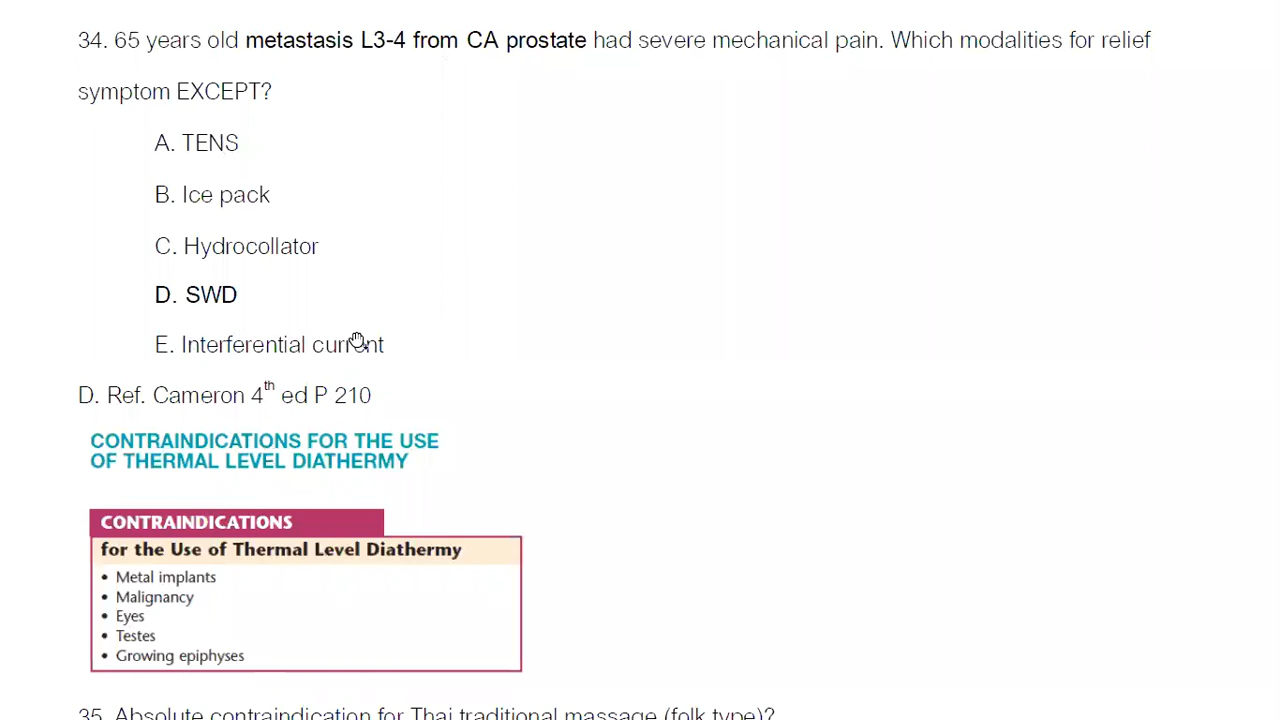 34. 65 years old metastasis L3-4 from CA prostate had severe mechanical pain. Which modalities for relief
symptom EXCEPT?
A. TENS
B. Ice pack
C. Hydrocollator
D. SWD
E. Interferential current
D. Ref. Cameron 4th ed P 210
CONTRAINDICATIONS FOR THE USE
OF THERMAL LEVEL DIATHERMY
CONTRAINDICATIONS
for the Use of Thermal Level Diathermy
• Metal implants
• Malignancy
• Eyes
• Testes
• Growing epiphyses
35. Absolute contraindication for Thai traditional massage (folk type)?